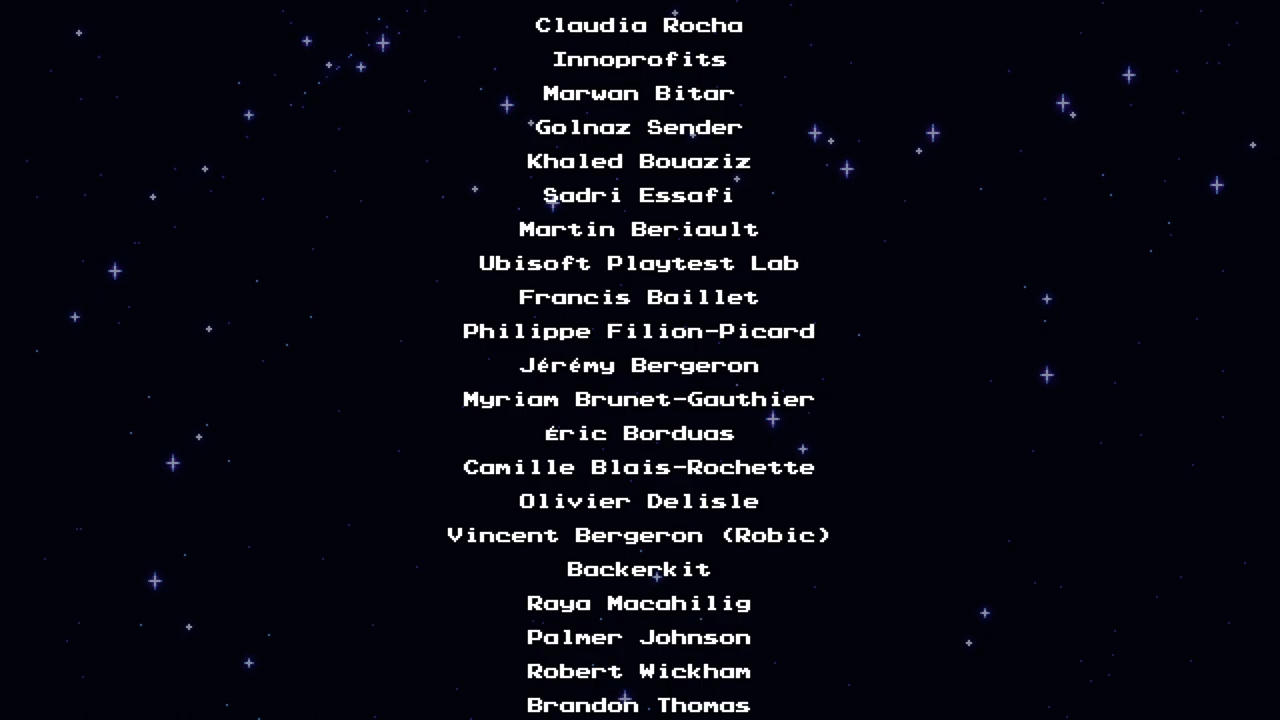 Claudia Rocha
Innoprofits
Marwan Bitar
Golnaz Sender
Khaled Bouaziz
Sadri Essafi
Martin Beriault
Ubisoft Playtest Lab
Francis Baillet
Philippe Filion-Picard
Jérémy Bergeron
Myriam Brunet-Gauthier
Éric Borduas
Camille Blais-Rochette
Olivier Delisle
Vincent Bergeron (Robic)
Backerkit
Raya Macahilig
Palmer Johnson
Robert Wickham
Brandon Thomas